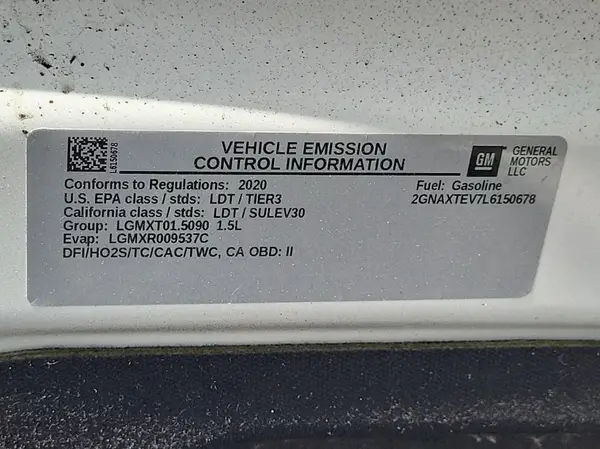 L6150678
VEHICLE EMISSION
CONTROL INFORMATION
GM
GENERAL
MOTORS
LLC
Conforms to Regulations: 2020
Fuel: Gasoline
U.S. EPA class / stds: LDT / TIER3
2GNAXTEV7L6150678
California class / stds: LDT / SULEV30
Group: LGMXT01.5090 1.5L
Evap: LGMXR009537C
DFI/HO2S/TC/CAC/TWC, CA OBD: II